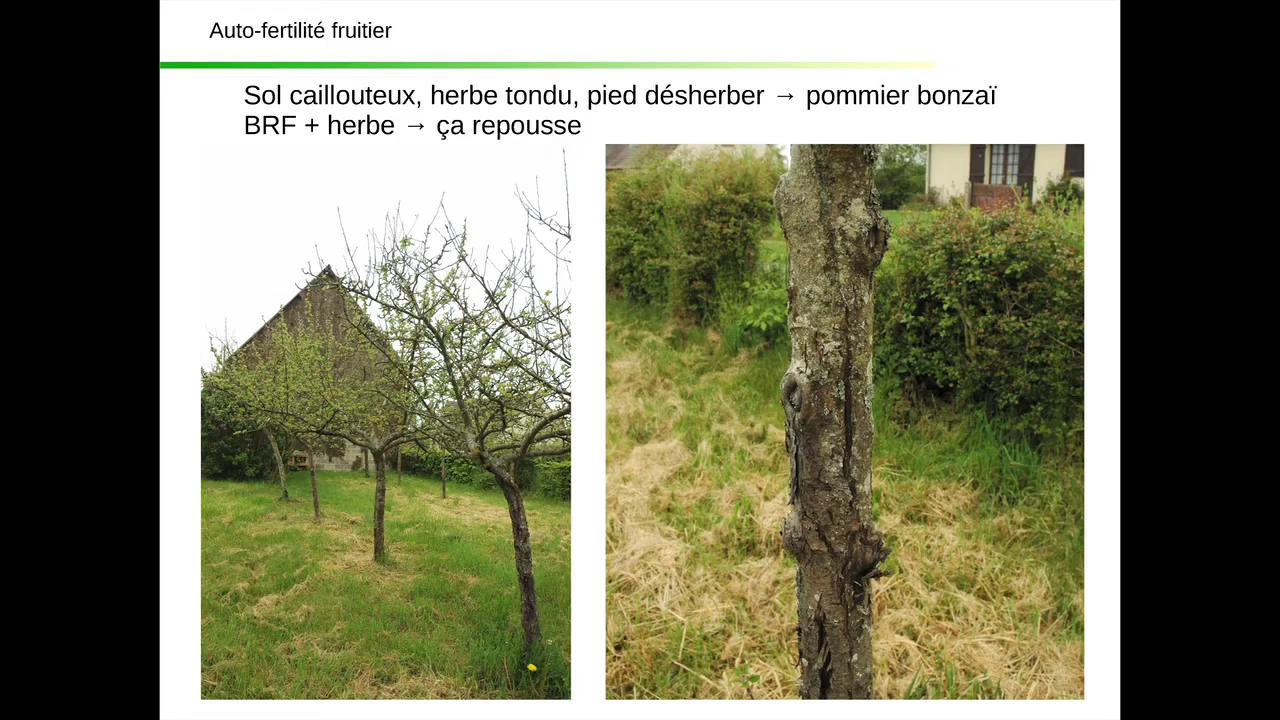 Auto-fertilité fruitier
Sol caillouteux, herbe tondu, pied désherber → pommier bonzaï
BRF + herbe → ça repousse